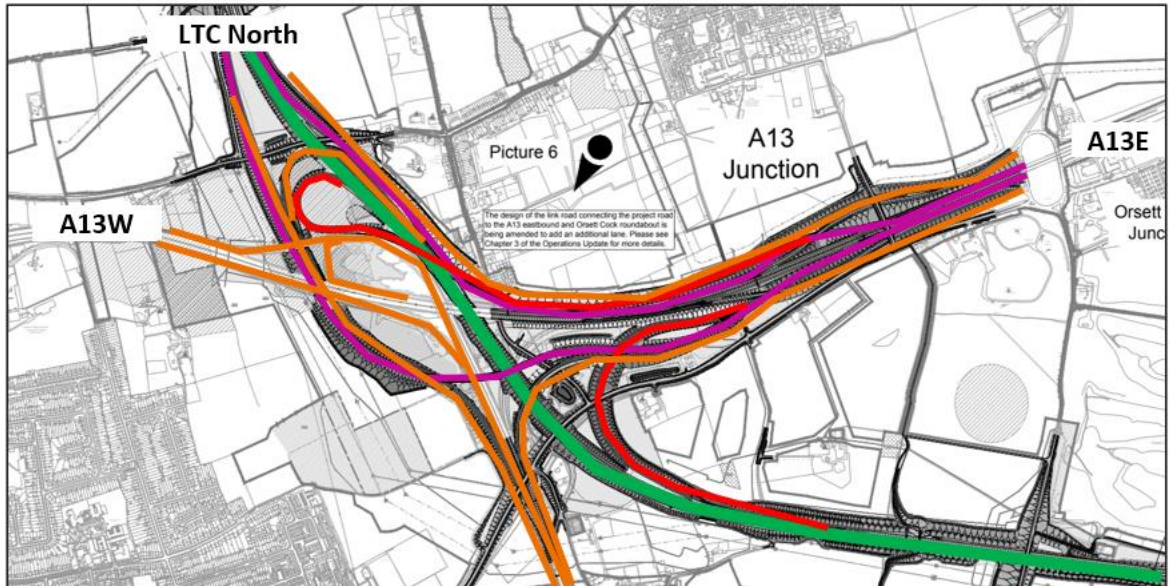 LTC North
A13W
Picture 6
A13
Junction
A13E
Orsett
Junc
The design of the link road connecting the project road
to the A13 eastbound and Orsett Cock roundabout is
being amended to add an additional lane. Please see
Chapter 3 of the Operations Update for more details.